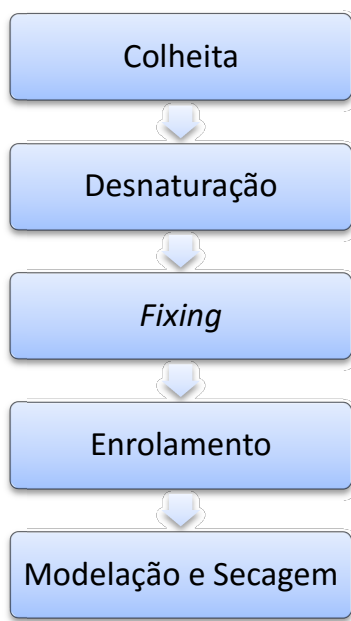 Colheita
Desnaturação
Fixing
Enrolamento
Modelação e Secagem